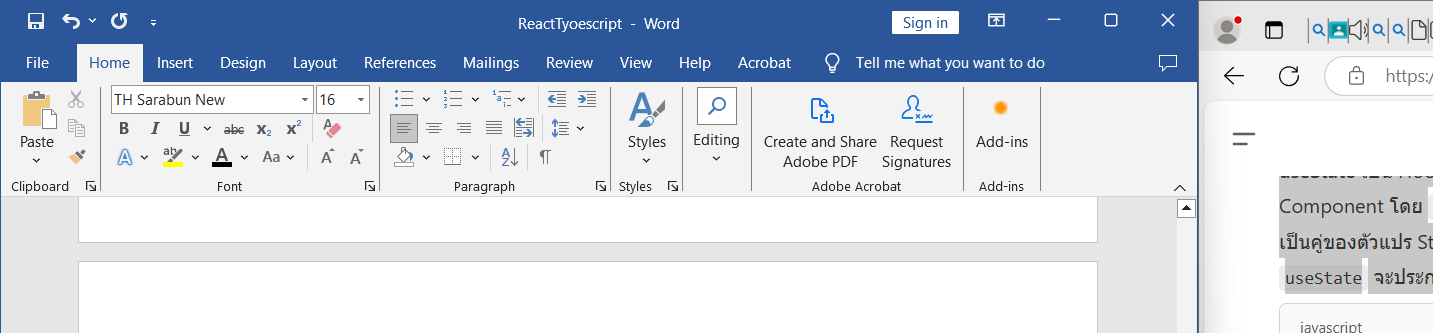 ReactTyoescript - Word
Sign in
File Home Insert Design Layout References Mailings Review View Help Acrobat Tell me what you want to do
TH Sarabun New 16
B I U abc x₂ x²
Paste
A ab A Aa A A
Clipboard Font Paragraph
Styles
Styles
Editing
Create and Share
Adobe PDF
Request
Signatures
Adobe Acrobat
Add-ins
Add-ins
https:/
Component โดย
เป็นคู่ของตัวแปร St
useState จะประก
javascript